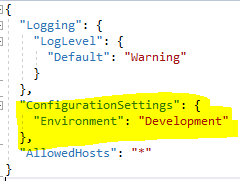 {
"Logging": {
"LogLevel": {
"Default": "Warning"
}
},
"ConfigurationSettings": {
"Environment": "Development"
},
"AllowedHosts": "*"
}